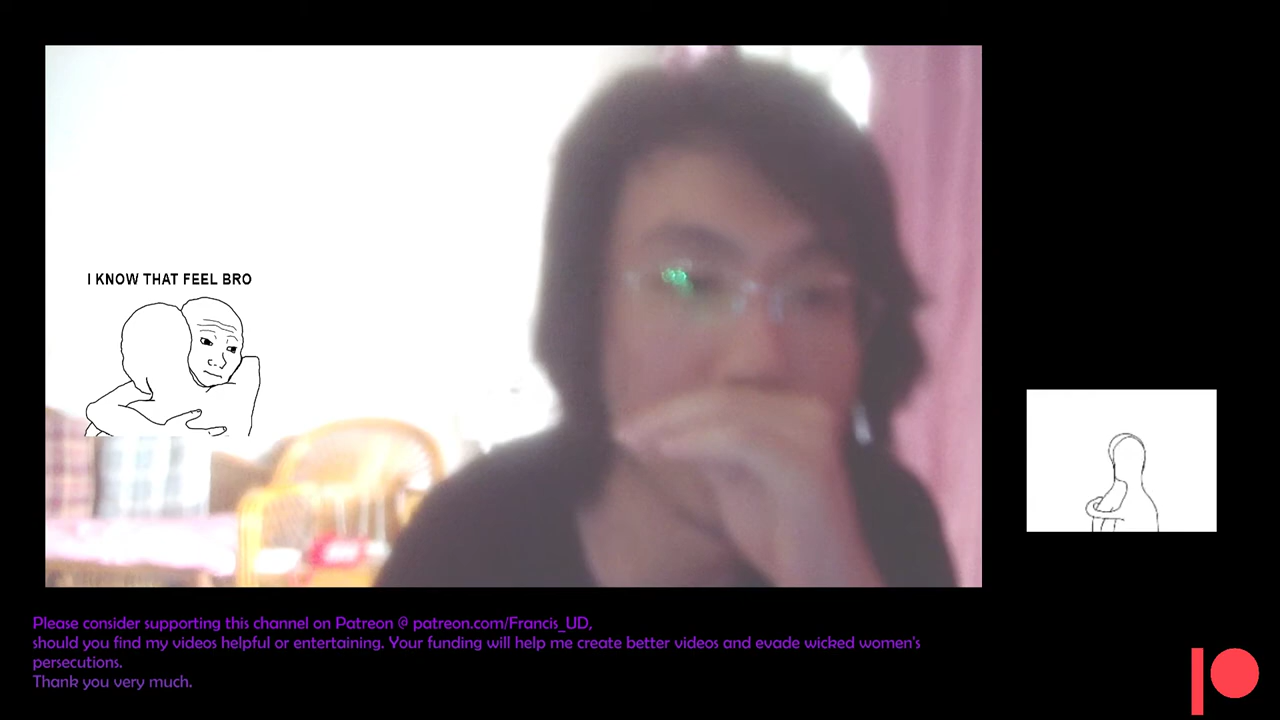 I KNOW THAT FEEL BRO
Please consider supporting this channel on Patreon @ patreon.com/Francis_UD,
should you find my videos helpful or entertaining. Your funding will help me create better videos and evade wicked women's
persecutions.
Thank you very much.